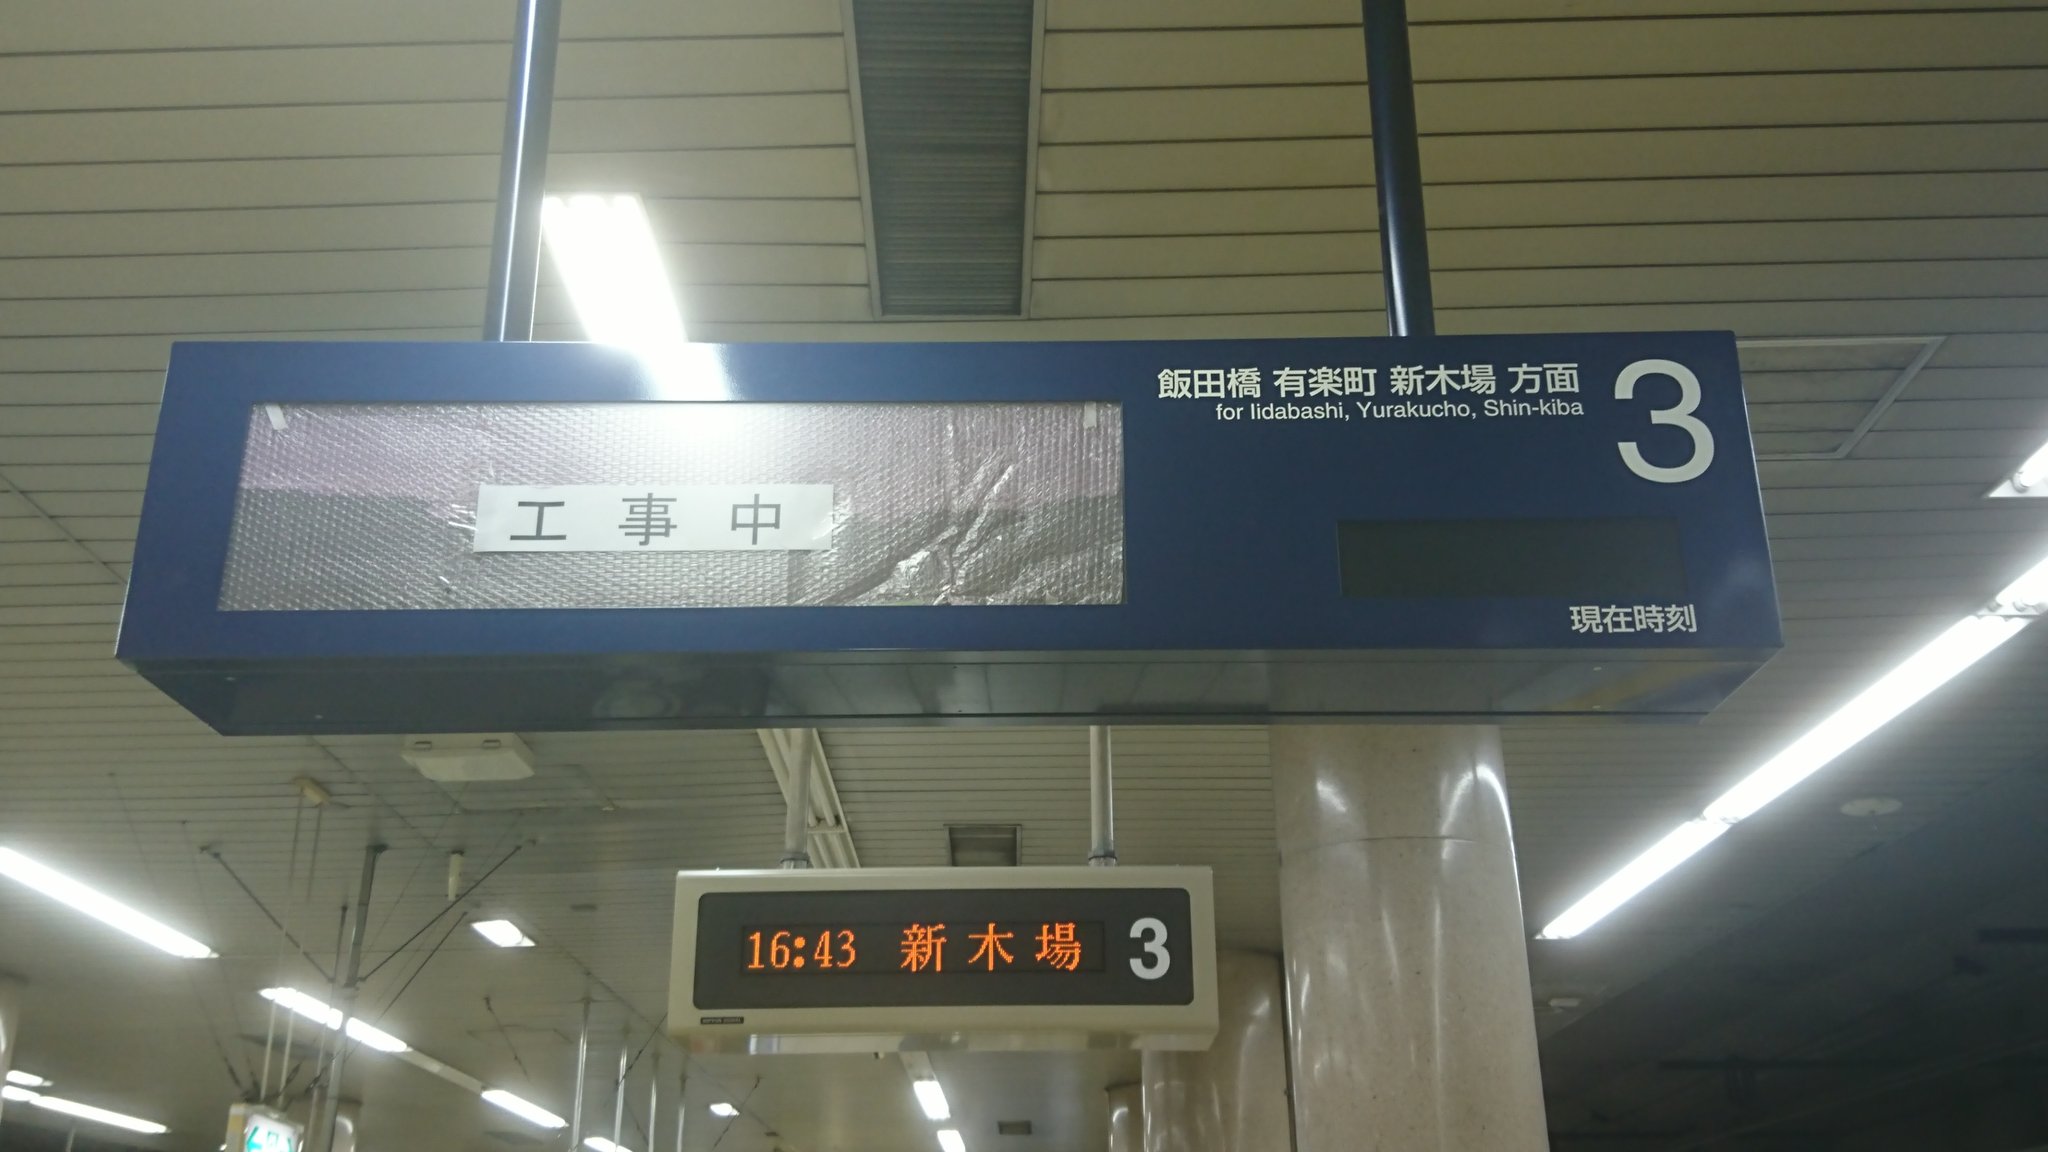 飯田橋 有楽町 新木場 方面
for Iidabashi, Yurakucho, Shin-kiba
3
工事中
現在時刻
16:43 新木場 3